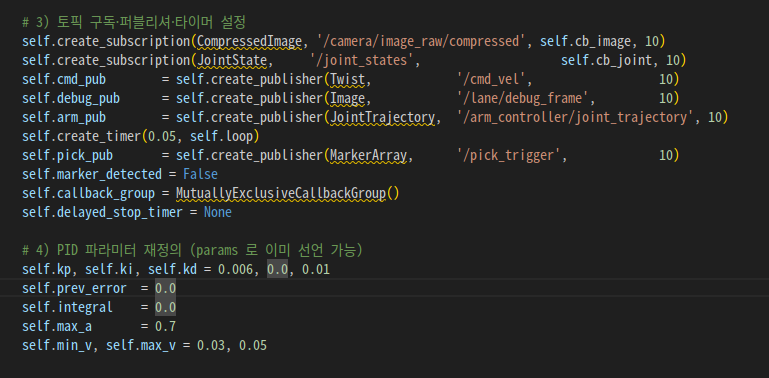 # 3) 토픽 구독·퍼블리셔·타이머 설정
self.create_subscription(CompressedImage, '/camera/image_raw/compressed', self.cb_image, 10)
self.create_subscription(JointState, '/joint_states', self.cb_joint, 10)
self.cmd_pub = self.create_publisher(Twist, '/cmd_vel', 10)
self.debug_pub = self.create_publisher(Image, '/lane/debug_frame', 10)
self.arm_pub = self.create_publisher(JointTrajectory, '/arm_controller/joint_trajectory', 10)
self.create_timer(0.05, self.loop)
self.pick_pub = self.create_publisher(MarkerArray, '/pick_trigger', 10)
self.marker_detected = False
self.callback_group = MutuallyExclusiveCallbackGroup()
self.delayed_stop_timer = None
# 4) PID 파라미터 재정의 (params 로 이미 선언 가능)
self.kp, self.ki, self.kd = 0.006, 0.0, 0.01
self.prev_error = 0.0
self.integral = 0.0
self.max_a = 0.7
self.min_v, self.max_v = 0.03, 0.05